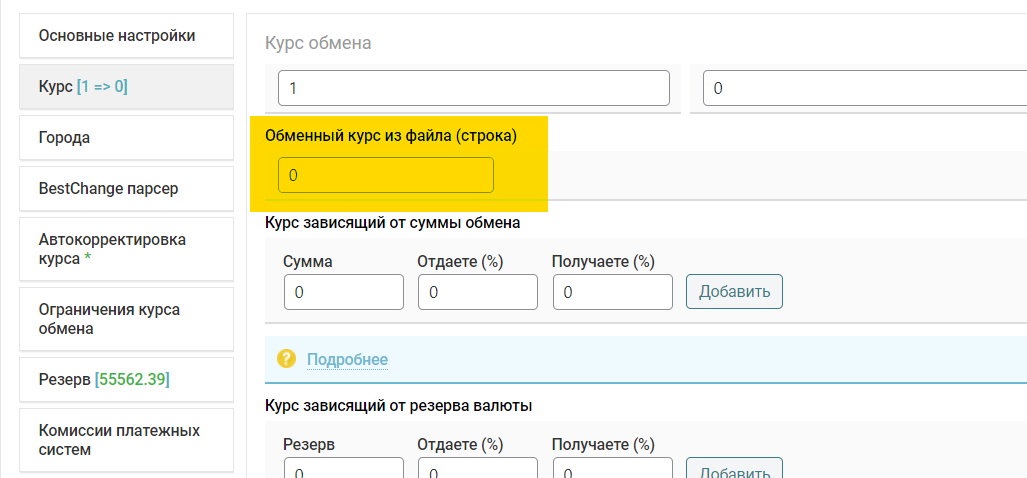 Основные настройки
Курс [1 => 0]
Города
BestChange парсер
Автокорректировка
курса *
Ограничения курса
обмена
Резерв [55562.39]
Комиссии платежных
систем
Курс обмена
1 0
Обменный курс из файла (строка)
0
Курс зависящий от суммы обмена
Сумма Отдаете (%) Получаете (%)
0 0 0 Добавить
? Подробнее
Курс зависящий от резерва валюты
Резерв Отдаете (%) Получаете (%)
0 0 0 Добавить